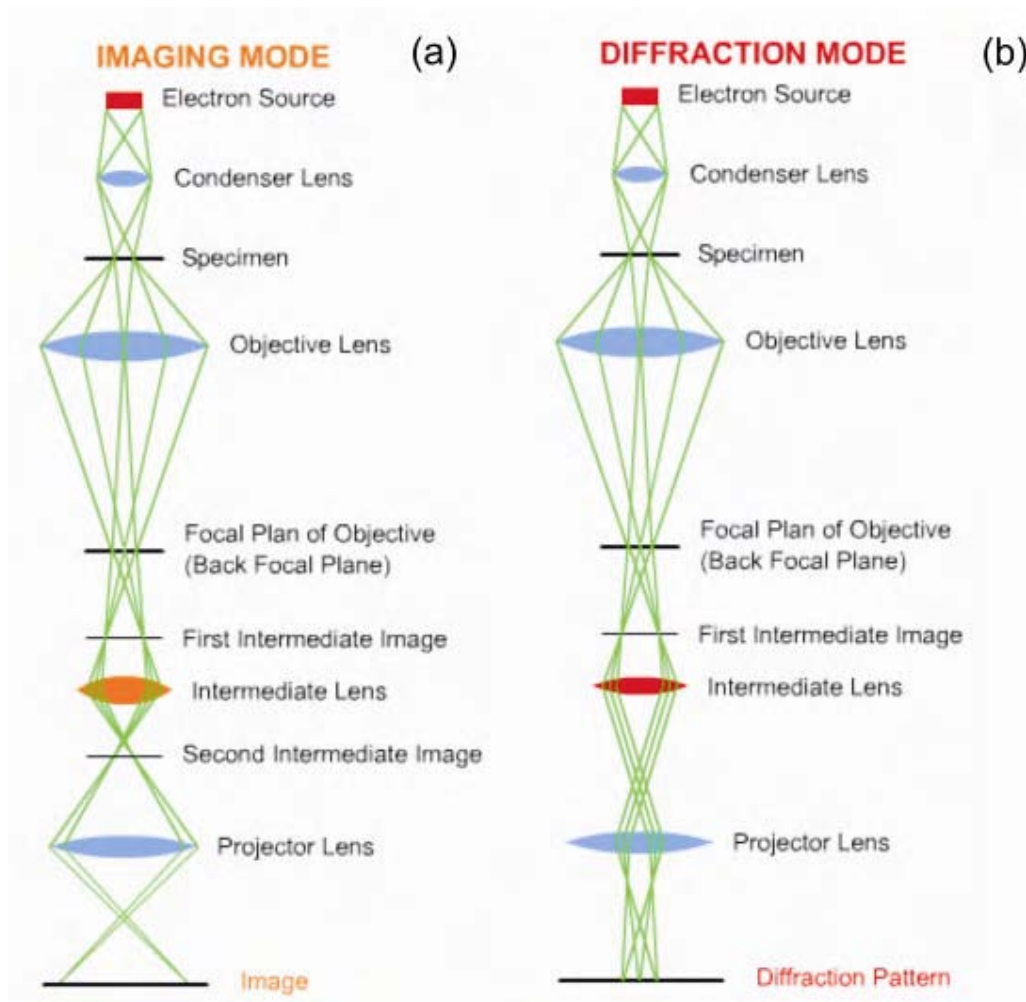 IMAGING MODE
(a)
Electron Source
Condenser Lens
Specimen
Objective Lens
Focal Plan of Objective
(Back Focal Plane)
First Intermediate Image
Intermediate Lens
Second Intermediate Image
Projector Lens
Image
DIFFRACTION MODE
(b)
Electron Source
Condenser Lens
Specimen
Objective Lens
Focal Plan of Objective
(Back Focal Plane)
First Intermediate Image
Intermediate Lens
Projector Lens
Diffraction Pattern